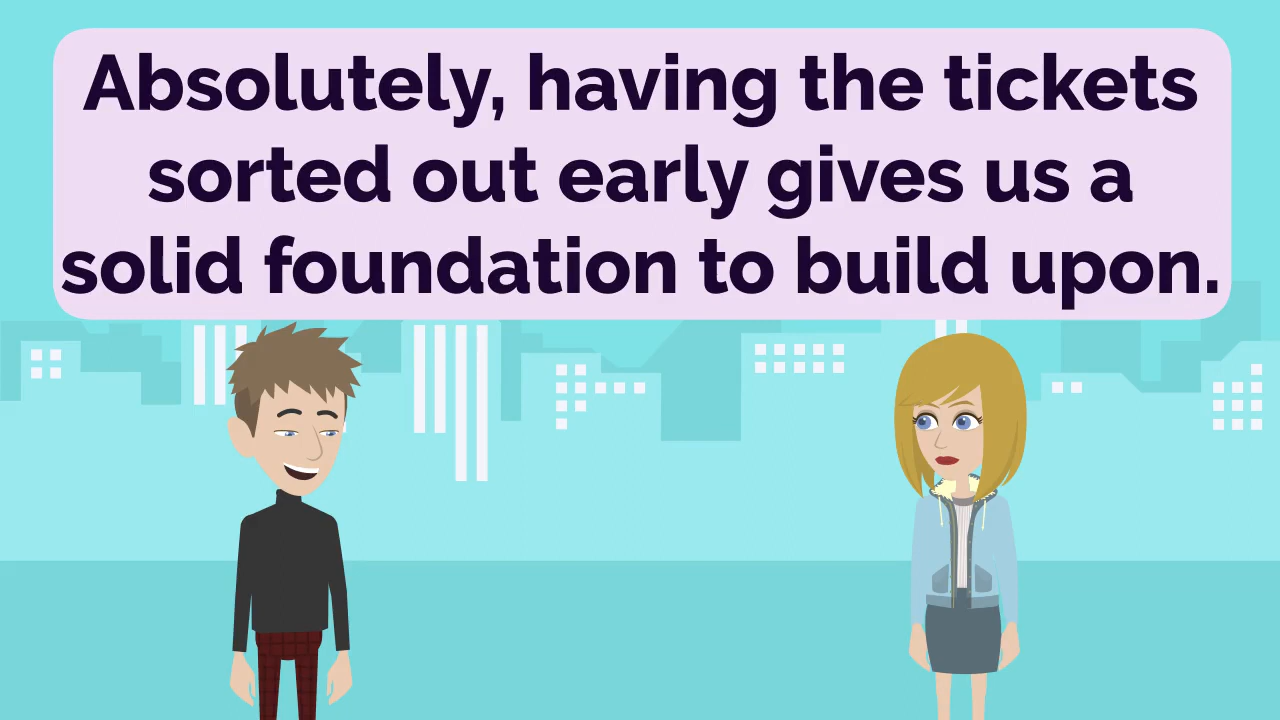 Absolutely, having the tickets
sorted out early gives us a
solid foundation to build upon.